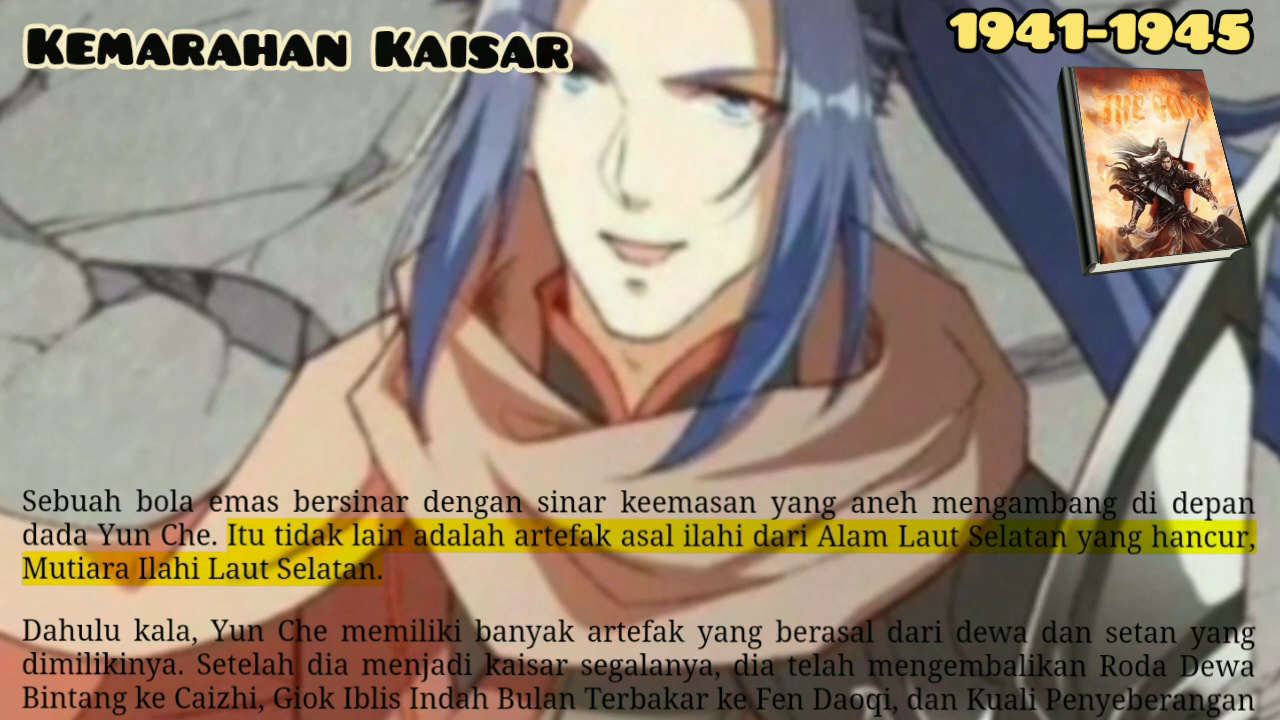 Kemarahan Kaisar
1941-1945
THE GODS
Sebuah bola emas bersinar dengan sinar keemasan yang aneh mengambang di depan
dada Yun Che. Itu tidak lain adalah artefak asal ilahi dari Alam Laut Selatan yang hancur,
Mutiara Ilahi Laut Selatan.
Dahulu kala, Yun Che memiliki banyak artefak yang berasal dari dewa dan setan yang
dimilikinya. Setelah dia menjadi kaisar segalanya, dia telah mengembalikan Roda Dewa
Bintang ke Caizhi, Giok Iblis Indah Bulan Terbakar ke Fen Daoqi, dan Kuali Penyeberangan